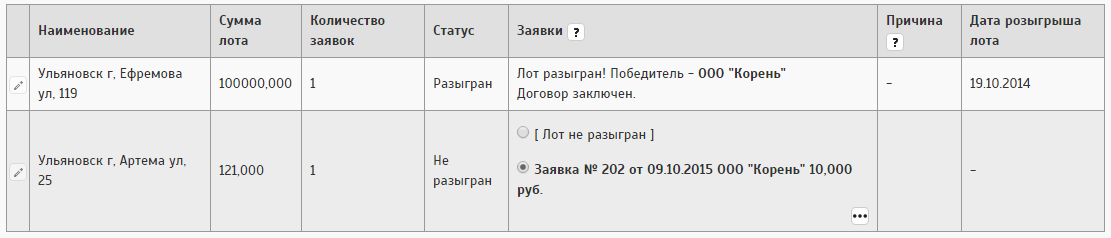 Наименование
Сумма
лота
Количество
заявок
Статус
Заявки ?
Причина
?
Дата розыгрыша
лота
Ульяновск г, Ефремова
ул, 119
100000,000
1
Разыгран
Лот разыгран! Победитель - ООО "Корень"
Договор заключен.
-
19.10.2014
Ульяновск г, Артема ул,
25
121,000
1
Не
разыгран
[ Лот не разыгран ]
Заявка № 202 от 09.10.2015 ООО "Корень" 10,000
руб.
-